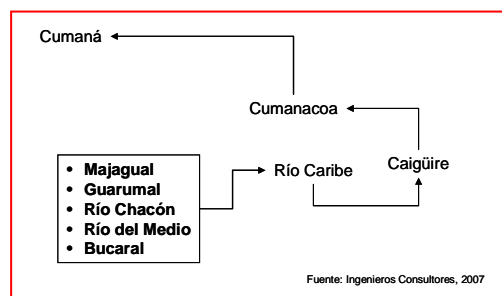 Cumaná
Cumanacoa
Río Caribe
Caigüire
• Majagual
• Guarumal
• Río Chacón
• Río del Medio
• Bucaral
Fuente: Ingenieros Consultores, 2007